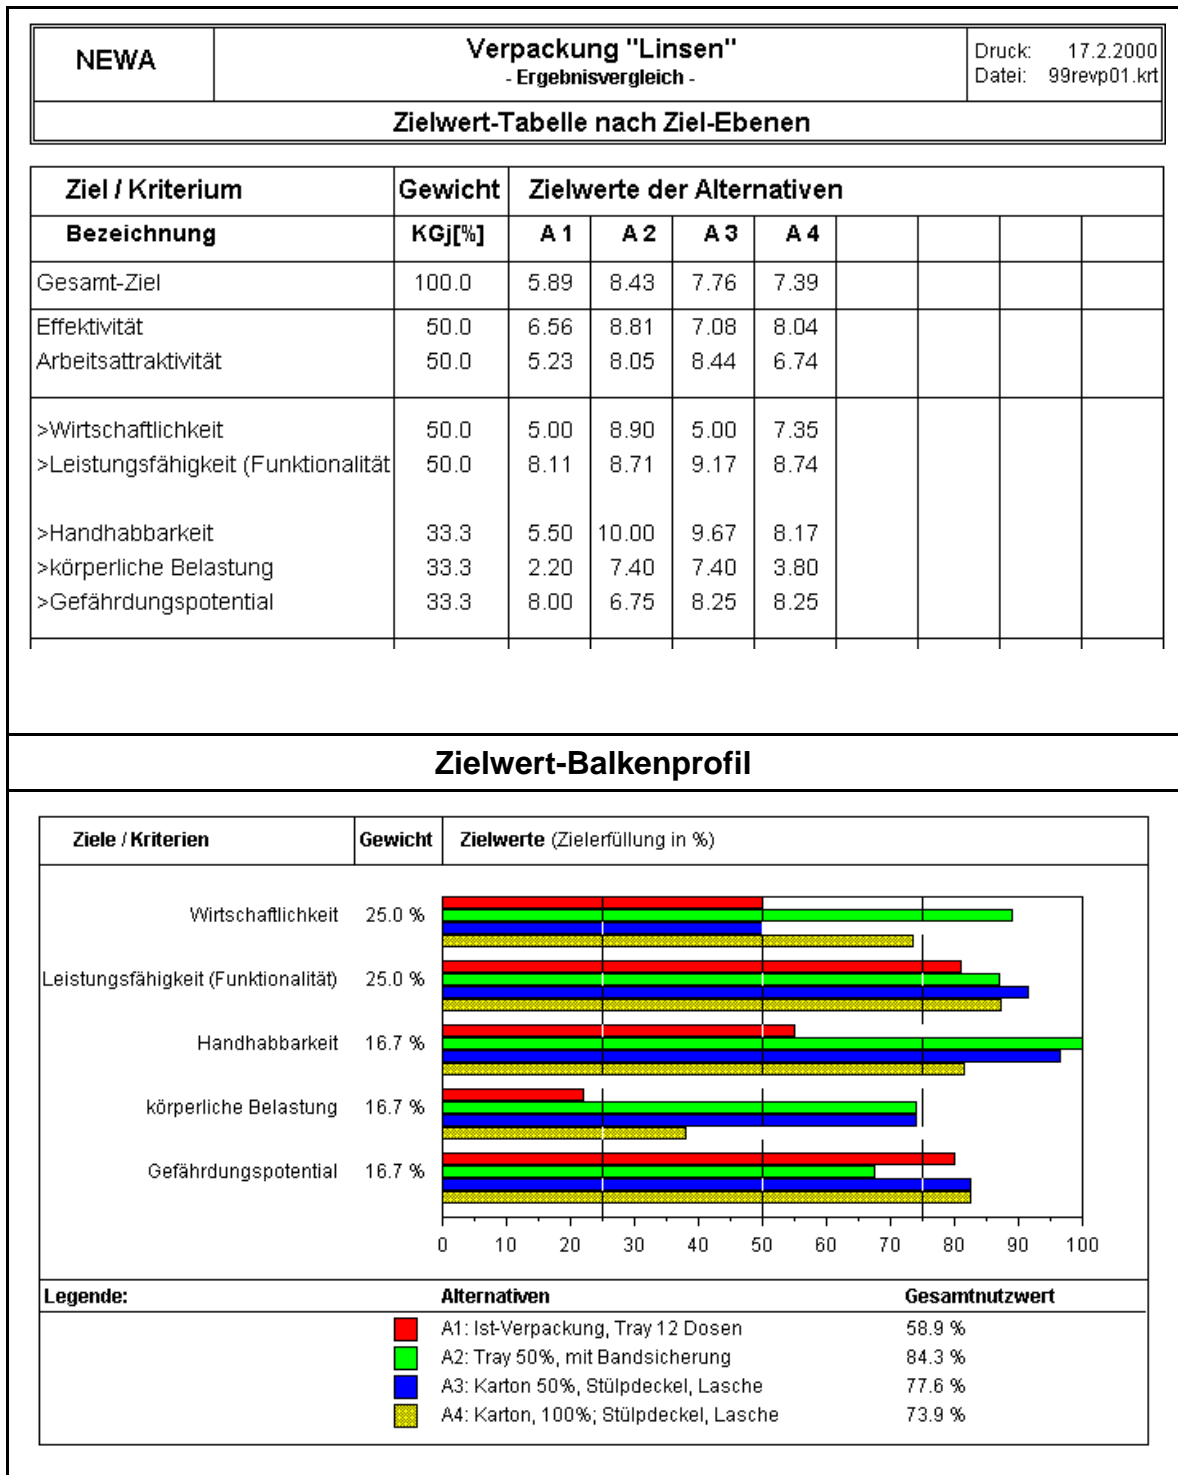 NEWA
Verpackung "Linsen"
- Ergebnisvergleich -
Druck: 17.2.2000
Datei: 99revp01.krt
Zielwert-Tabelle nach Ziel-Ebenen
Ziel / Kriterium Gewicht Zielwerte der Alternativen
Bezeichnung KGj[%] A 1 A 2 A 3 A 4
Gesamt-Ziel 100.0 5.89 8.43 7.76 7.39
Effektivität 50.0 6.56 8.81 7.08 8.04
Arbeitsattraktivität 50.0 5.23 8.05 8.44 6.74
>Wirtschaftlichkeit 50.0 5.00 8.90 5.00 7.35
>Leistungsfähigkeit (Funktionalität 50.0 8.11 8.71 9.17 8.74
>Handhabbarkeit 33.3 5.50 10.00 9.67 8.17
>körperliche Belastung 33.3 2.20 7.40 7.40 3.80
>Gefährdungspotential 33.3 8.00 6.75 8.25 8.25
Zielwert-Balkenprofil
Ziele / Kriterien Gewicht Zielwerte (Zielerfüllung in %)
Wirtschaftlichkeit 25.0 %
Leistungsfähigkeit (Funktionalität) 25.0 %
Handhabbarkeit 16.7 %
körperliche Belastung 16.7 %
Gefährdungspotential 16.7 %
0 10 20 30 40 50 60 70 80 90 100
Legende: Alternativen Gesamtnutzwert
A1: Ist-Verpackung, Tray 12 Dosen 58.9 %
A2: Tray 50%, mit Bandsicherung 84.3 %
A3: Karton 50%, Stülpdeckel, Lasche 77.6 %
A4: Karton, 100%; Stülpdeckel, Lasche 73.9 %